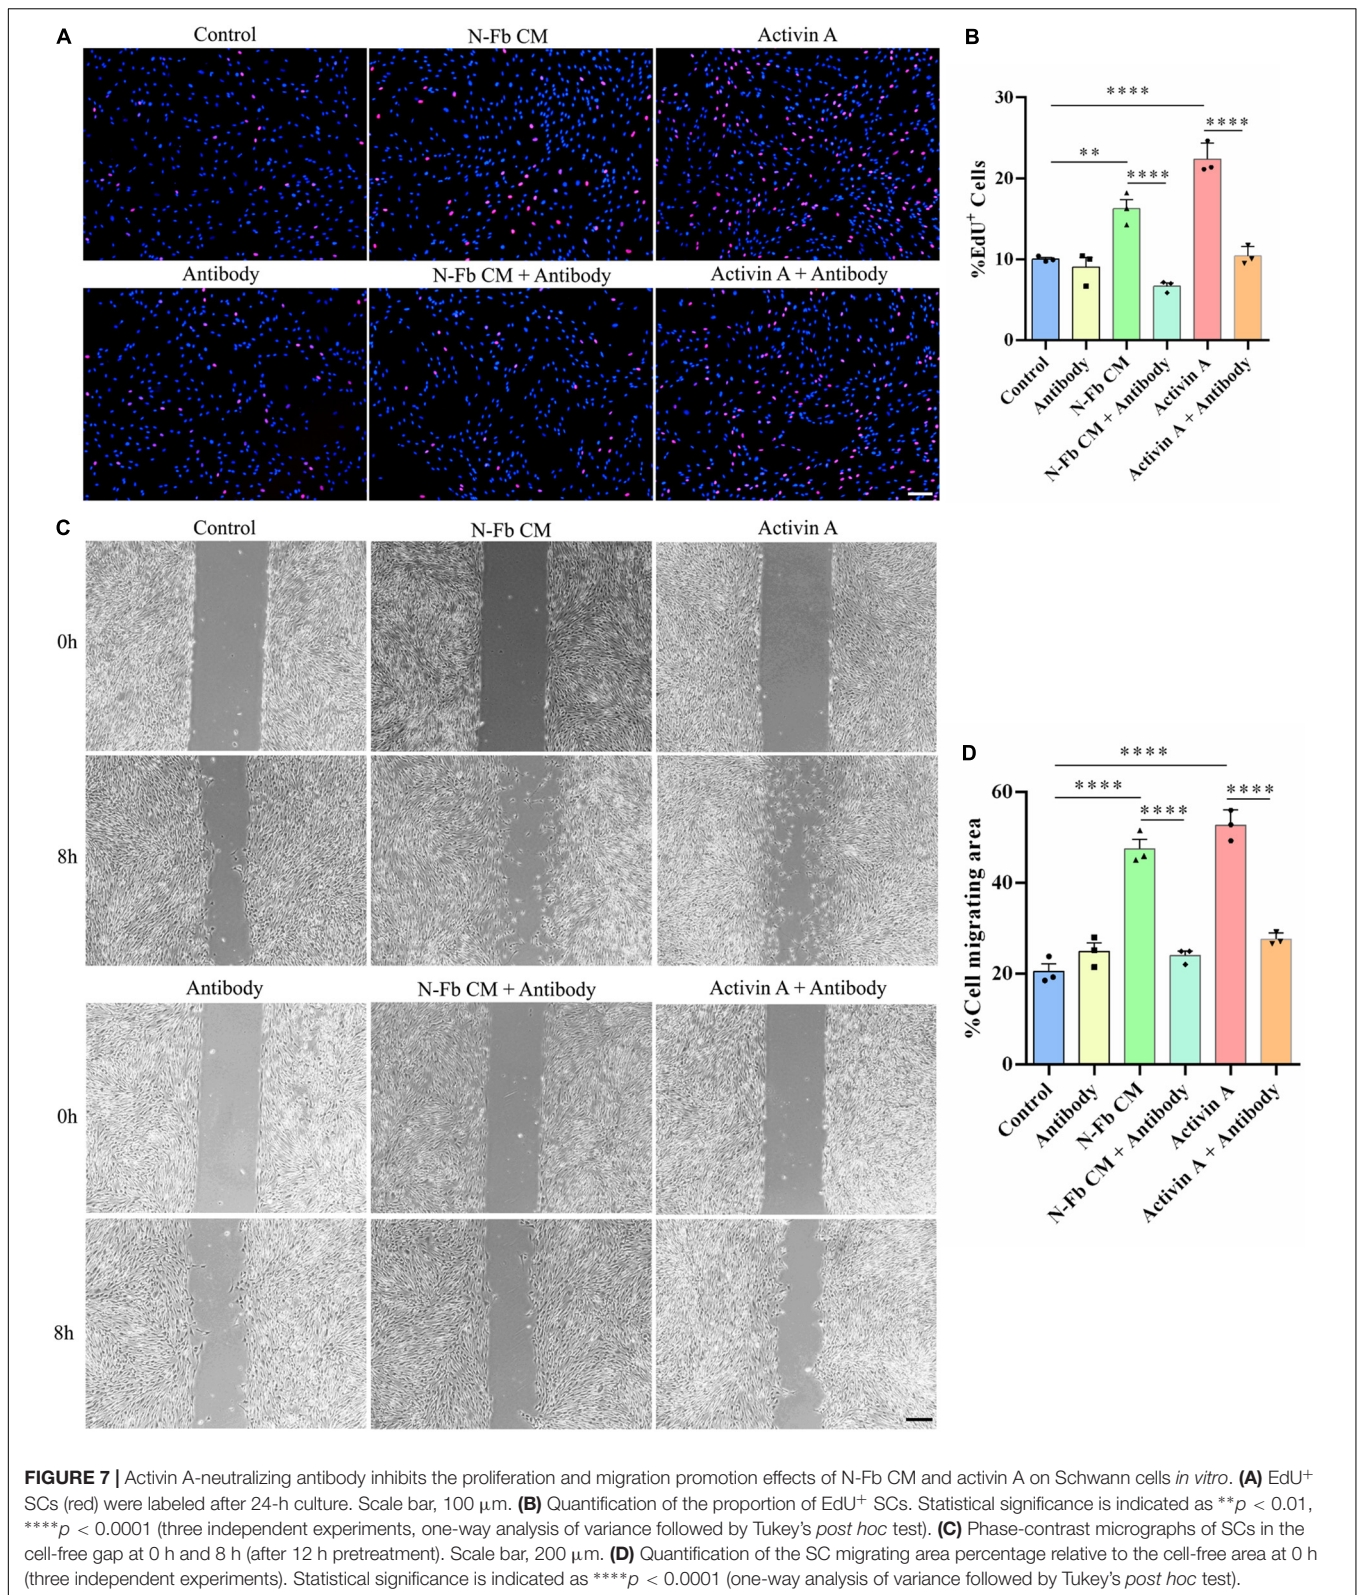 A
Control
N-Fb CM
Activin A
Antibody
N-Fb CM + Antibody
Activin A + Antibody
B
****
****
**
****
30
20
10
0
%EdU+ Cells
Control
Antibody
N-Fb CM
N-Fb CM + Antibody
Activin A
Activin A + Antibody
C
Control
N-Fb CM
Activin A
0h
8h
Antibody
N-Fb CM + Antibody
Activin A + Antibody
0h
8h
D
****
****
****
****
60
40
20
0
%Cell migrating area
Control
Antibody
N-Fb CM
N-Fb CM + Antibody
Activin A
Activin A + Antibody
FIGURE 7 | Activin A-neutralizing antibody inhibits the proliferation and migration promotion effects of N-Fb CM and activin A on Schwann cells in vitro. (A) EdU+
SCs (red) were labeled after 24-h culture. Scale bar, 100 μm. (B) Quantification of the proportion of EdU+ SCs. Statistical significance is indicated as **p < 0.01,
****p < 0.0001 (three independent experiments, one-way analysis of variance followed by Tukey's post hoc test). (C) Phase-contrast micrographs of SCs in the
cell-free gap at 0 h and 8 h (after 12 h pretreatment). Scale bar, 200 μm. (D) Quantification of the SC migrating area percentage relative to the cell-free area at 0 h
(three independent experiments). Statistical significance is indicated as ****p < 0.0001 (one-way analysis of variance followed by Tukey's post hoc test).